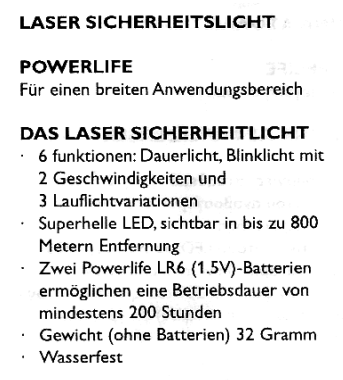 LASER SICHERHEITSLICHT
POWERLIFE
Für einen breiten Anwendungsbereich
DAS LASER SICHERHEITLICHT
· 6 funktionen: Dauerlicht, Blinklicht mit
2 Geschwindigkeiten und
3 Lauflichtvariationen
· Superhelle LED, sichtbar in bis zu 800
Metern Entfernung
· Zwei Powerlife LR6 (1.5V)-Batterien
ermöglichen eine Betriebsdauer von
mindestens 200 Stunden
· Gewicht (ohne Batterien) 32 Gramm
· Wasserfest